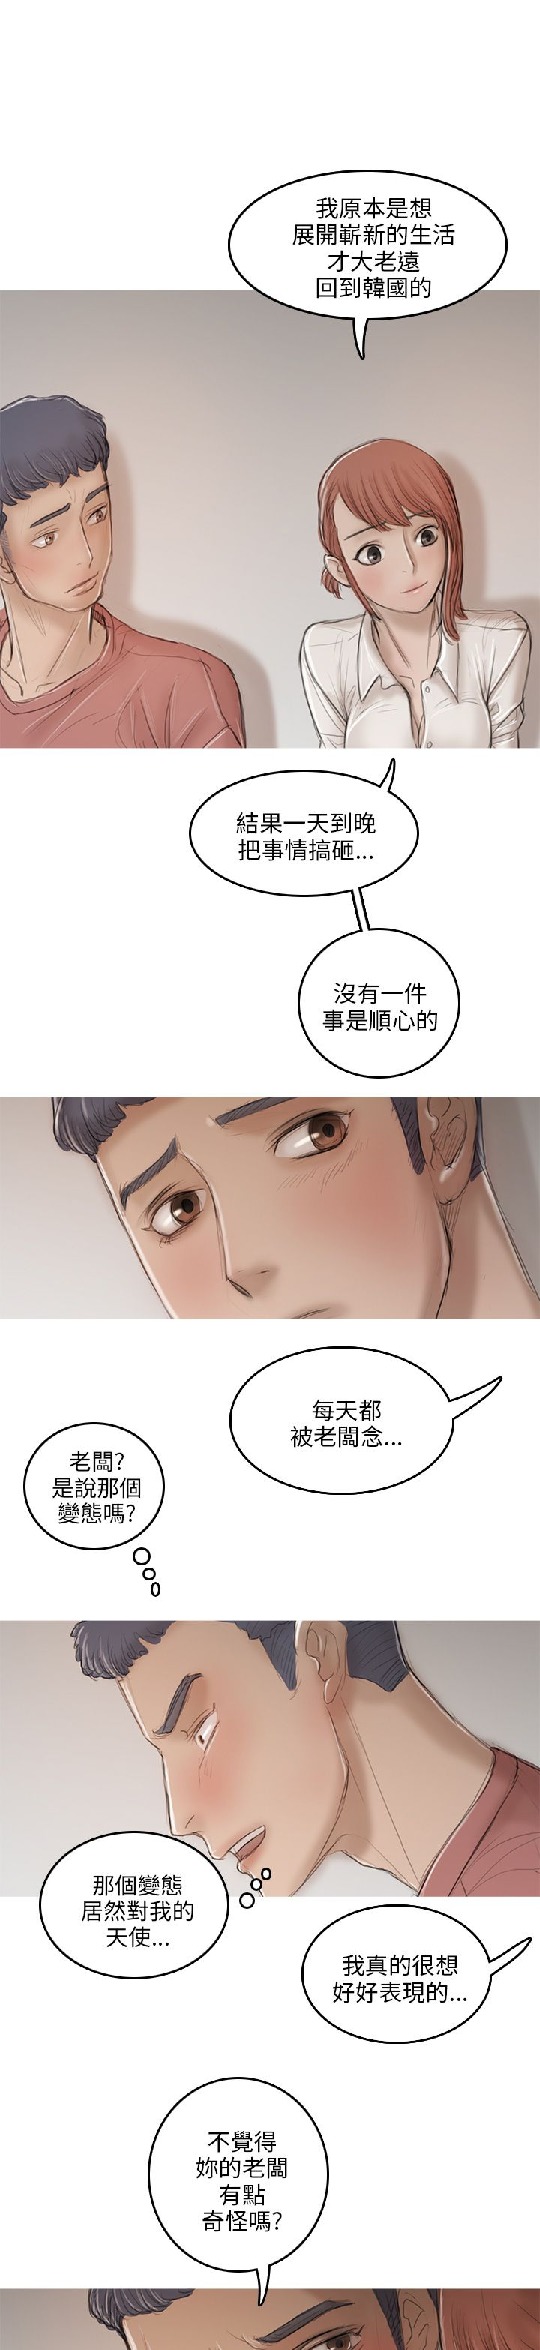 我原本是想
展開嶄新的生活
才大老遠
回到韓國的
結果一天到晚
把事情搞砸...
沒有一件
事是順心的
每天都
被老闆念...
老闆?
是說那個
變態嗎?
那個變態
居然對我的
天使...
我真的很想
好好表現的...
不覺得
妳的老闆
有點
奇怪嗎?